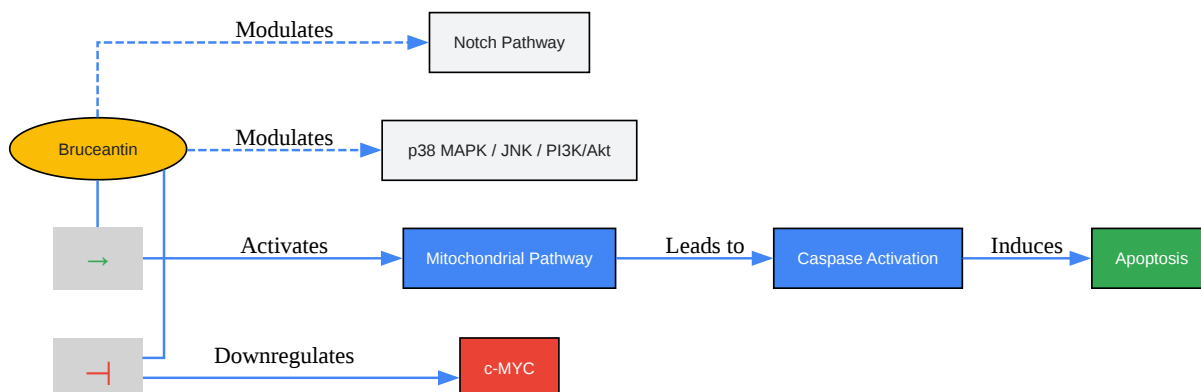 Modulates
Notch Pathway
Bruceantin
Modulates
p38 MAPK / JNK / PI3K/Akt
→
Activates
Mitochondrial Pathway
Leads to
Caspase Activation
Induces
Apoptosis
⊣
Downregulates
c-MYC